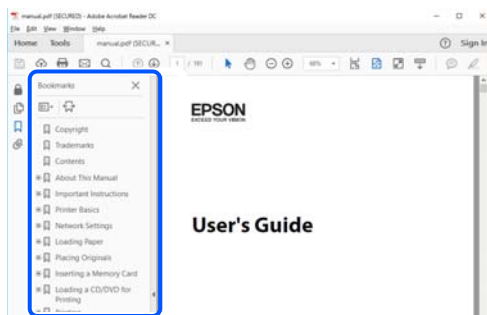 manual.pdf (SECURED) - Adobe Acrobat Reader DC
File Edit View Window Help
Home Tools manual.pdf (SECUR... ×
Sign In
1 / 191
Bookmarks
Copyright
Trademarks
Contents
About This Manual
Important Instructions
Printer Basics
Network Settings
Loading Paper
Placing Originals
Inserting a Memory Card
Loading a CD/DVD for
Printing
EPSON
EXCEED YOUR VISION
User's Guide